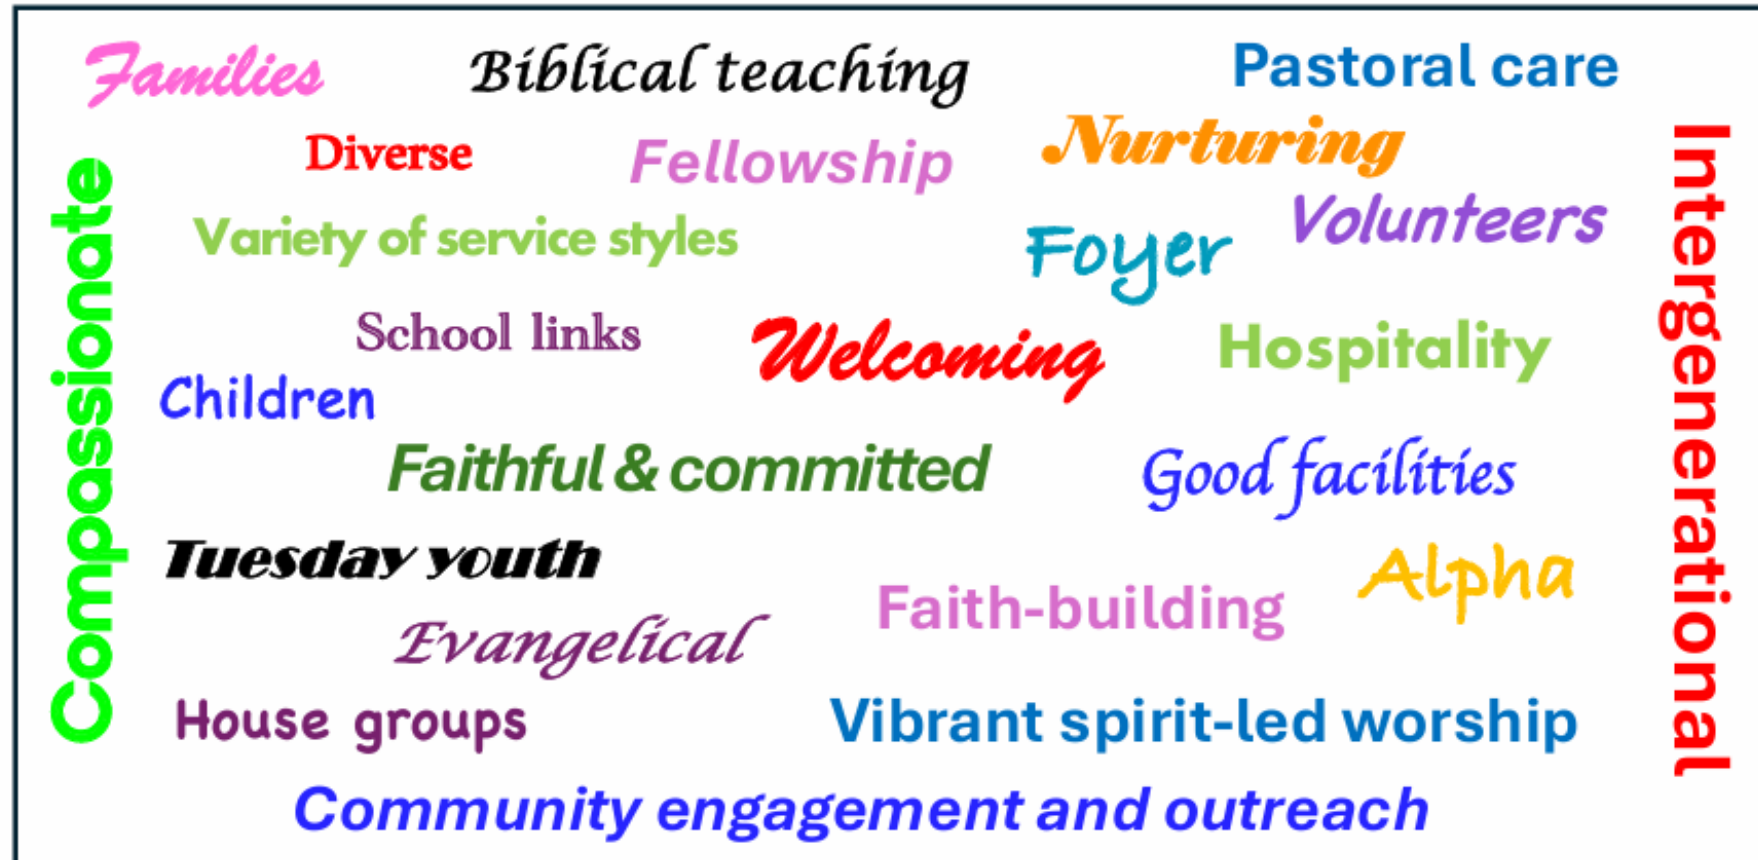 Families
Biblical teaching
Pastoral care
Diverse
Fellowship
Nurturing
Compassionate
Intergenerational
Variety of service styles
Foyer
Volunteers
School links
Welcoming
Hospitality
Children
Faithful & committed
Good facilities
Tuesday youth
Alpha
Faith-building
Evangelical
House groups
Vibrant spirit-led worship
Community engagement and outreach